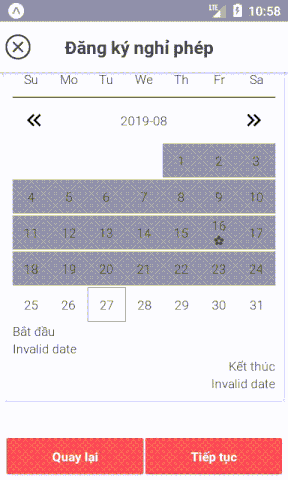 LTE 10:58
Đăng ký nghỉ phép
Su Mo Tu We Th Fr Sa
2019-08
1 2 3
4 5 6 7 8 9 10
11 12 13 14 15 16 17
18 19 20 21 22 23 24
25 26 27 28 29 30 31
Bắt đầu
Invalid date
Kết thúc
Invalid date
Quay lại Tiếp tục